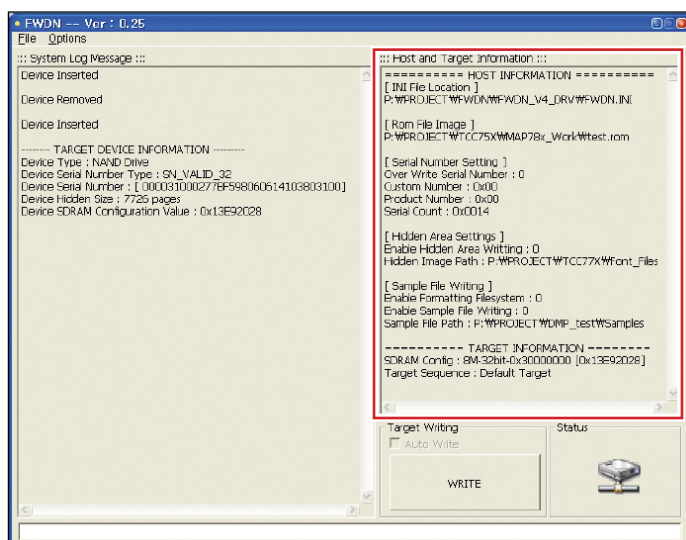 FWDN -- Ver : 0.25
File Options
::: System Log Message :::
Device Inserted
Device Removed
Device Inserted
-------- TARGET DEVICE INFORMATION ---------
Device Type : NAND Drive
Device Serial Number Type : SN_VALID_32
Device Serial Number : [ 0000310002778F598060614103803100]
Device Hidden Size : 7726 pages
Device SDRAM Configuration Value : 0x13E92028
::: Host and Target Information :::
========== HOST INFORMATION ==========
[ INI File Location ]
P:₩PROJECT₩FWDN₩FWDN_V4_DRV₩FWDN.INI
[ Rom File Image ]
P:₩PROJECT₩TCC75X₩MAP78x_Work₩test.rom
[ Serial Number Setting ]
Over Write Serial Number : 0
Custom Number : 0x00
Product Number : 0x00
Serial Count : 0x0014
[ Hidden Area Settings ]
Enable Hidden Area Writting : 0
Hidden Image Path : P:₩PROJECT₩TCC77X₩Font_Files
[ Sample File Writing ]
Enable Formatting Filesystem : 0
Enable Sample File Writing : 0
Sample File Path : P:₩PROJECT₩DMP_test₩Samples
---------- TARGET INFORMATION --------
SDRAM Config : 8M-32bit-0x30000000 [0x13E92028]
Target Sequence : Default Target
Target Writing
Auto Write
WRITE
Status